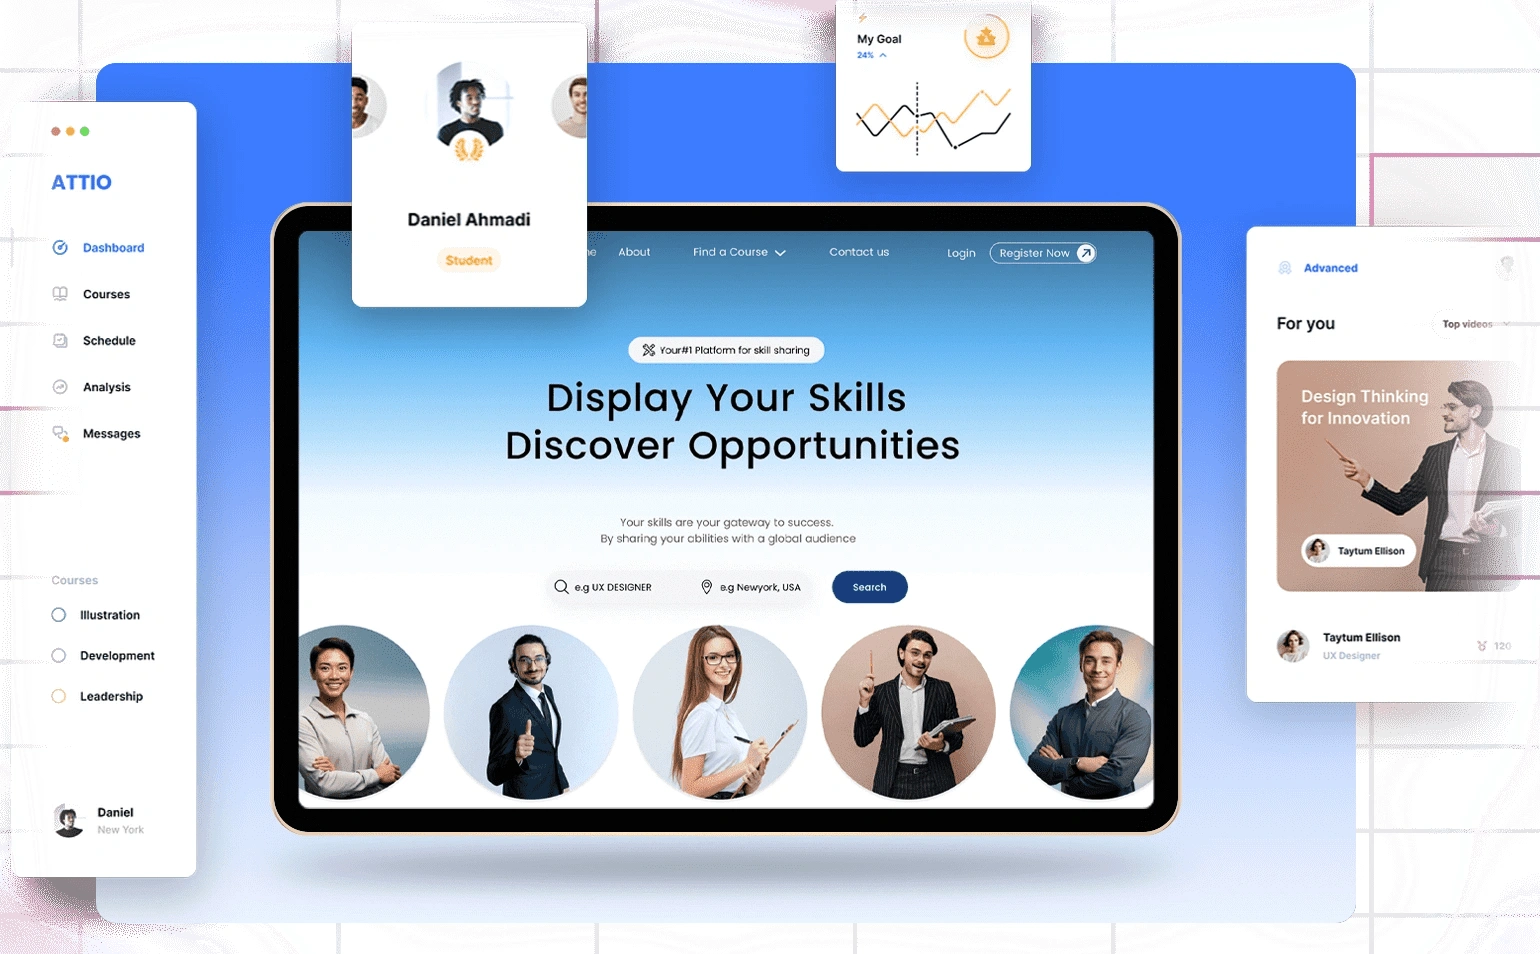 ATTIO
Dashboard
Courses
Schedule
Analysis
Messages
Courses
Illustration
Development
Leadership
Daniel
New York
Daniel Ahmadi
Student
My Goal
24%
About
Find a Course
Contact us
Login
Register Now
Your#1 Platform for skill sharing
Display Your Skills
Discover Opportunities
Your skills are your gateway to success.
By sharing your abilities with a global audience
e.g UX DESIGNER
e.g Newyork, USA
Search
Advanced
For you
Top videos
Design Thinking
for Innovation
Taytum Ellison
Taytum Ellison
UX Designer
120